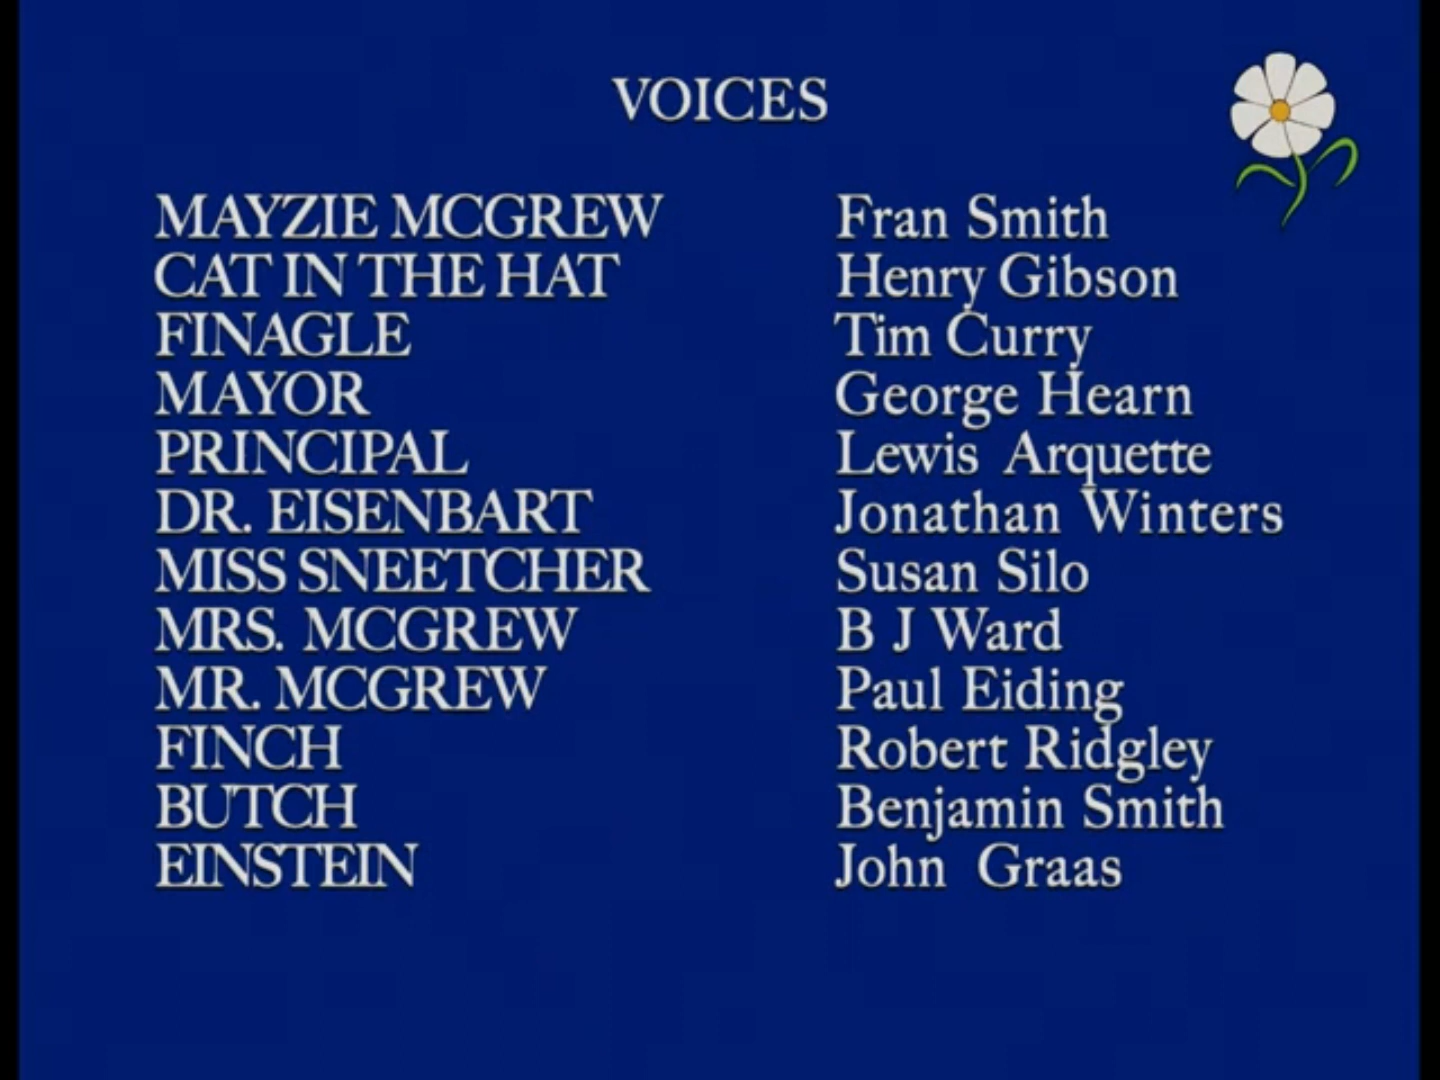 VOICES
MAYZIE MCGREW Fran Smith
CAT IN THE HAT Henry Gibson
FINAGLE Tim Curry
MAYOR George Hearn
PRINCIPAL Lewis Arquette
DR. EISENBART Jonathan Winters
MISS SNEETCHER Susan Silo
MRS. MCGREW B J Ward
MR. MCGREW Paul Eiding
FINCH Robert Ridgley
BUTCH Benjamin Smith
EINSTEIN John Graas